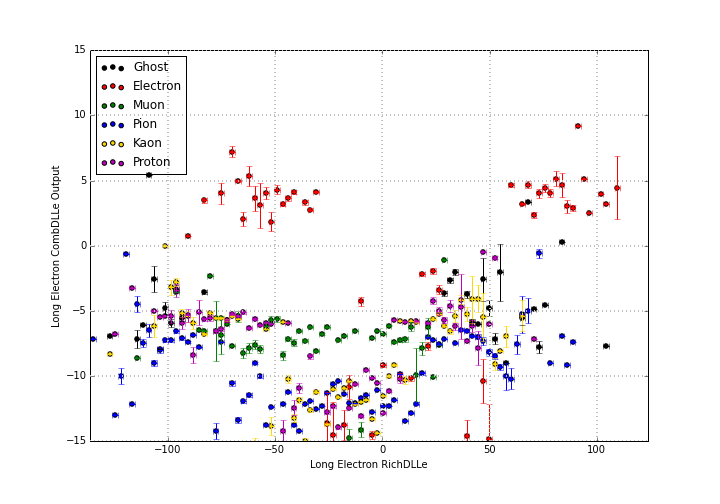 15
10
5
0
−5
−10
−15
Ghost
Electron
Muon
Pion
Kaon
Proton
Long Electron CombDLLe Output
−100
−50
0
50
100
Long Electron RichDLLe